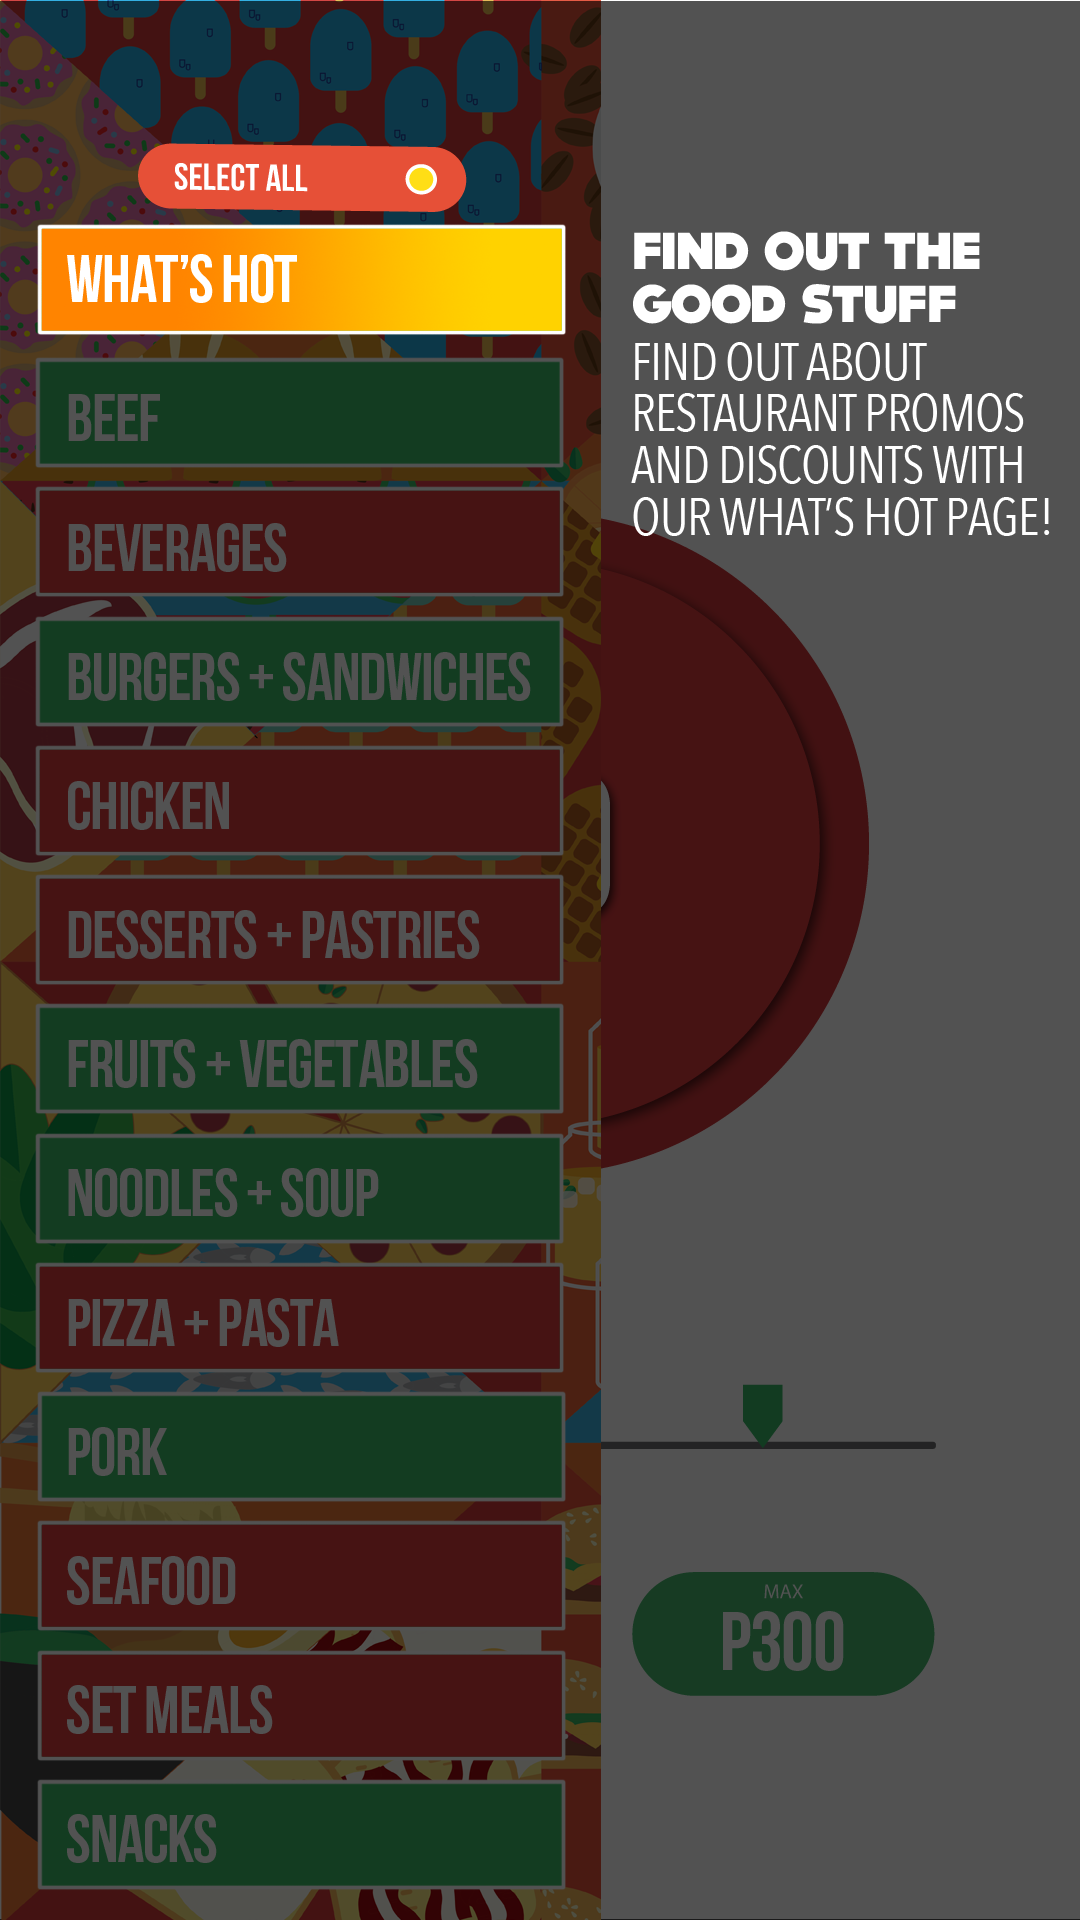 SELECT ALL
WHAT'S HOT
BEEF
BEVERAGES
BURGERS + SANDWICHES
CHICKEN
DESSERTS + PASTRIES
FRUITS + VEGETABLES
NOODLES + SOUP
PIZZA + PASTA
PORK
SEAFOOD
SET MEALS
SNACKS
FIND OUT THE
GOOD STUFF
FIND OUT ABOUT
RESTAURANT PROMOS
AND DISCOUNTS WITH
OUR WHAT'S HOT PAGE!
MAX
P300